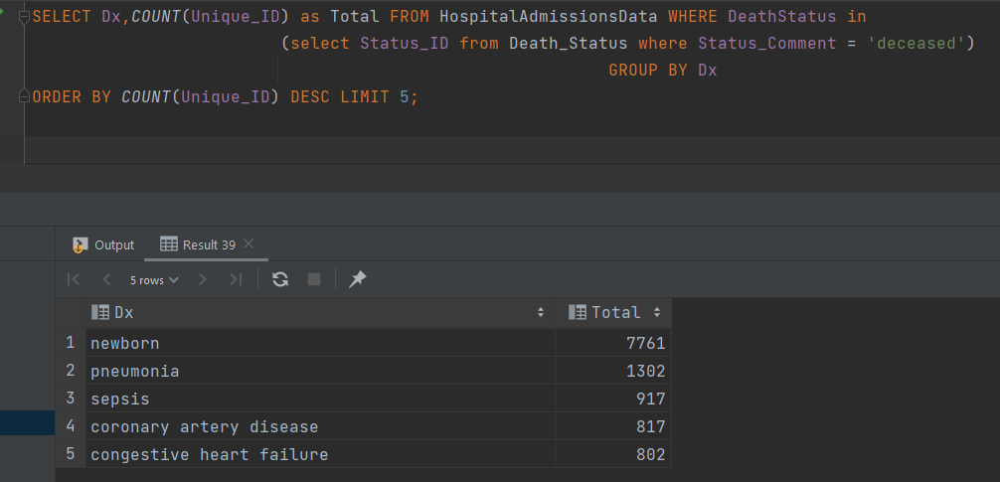 SELECT Dx,COUNT(Unique_ID) as Total FROM HospitalAdmissionsData WHERE DeathStatus in
(select Status_ID from Death_Status where Status_Comment = 'deceased')
GROUP BY Dx
ORDER BY COUNT(Unique_ID) DESC LIMIT 5;
Output Result 39
5 rows
Dx Total
1 newborn 7761
2 pneumonia 1302
3 sepsis 917
4 coronary artery disease 817
5 congestive heart failure 802